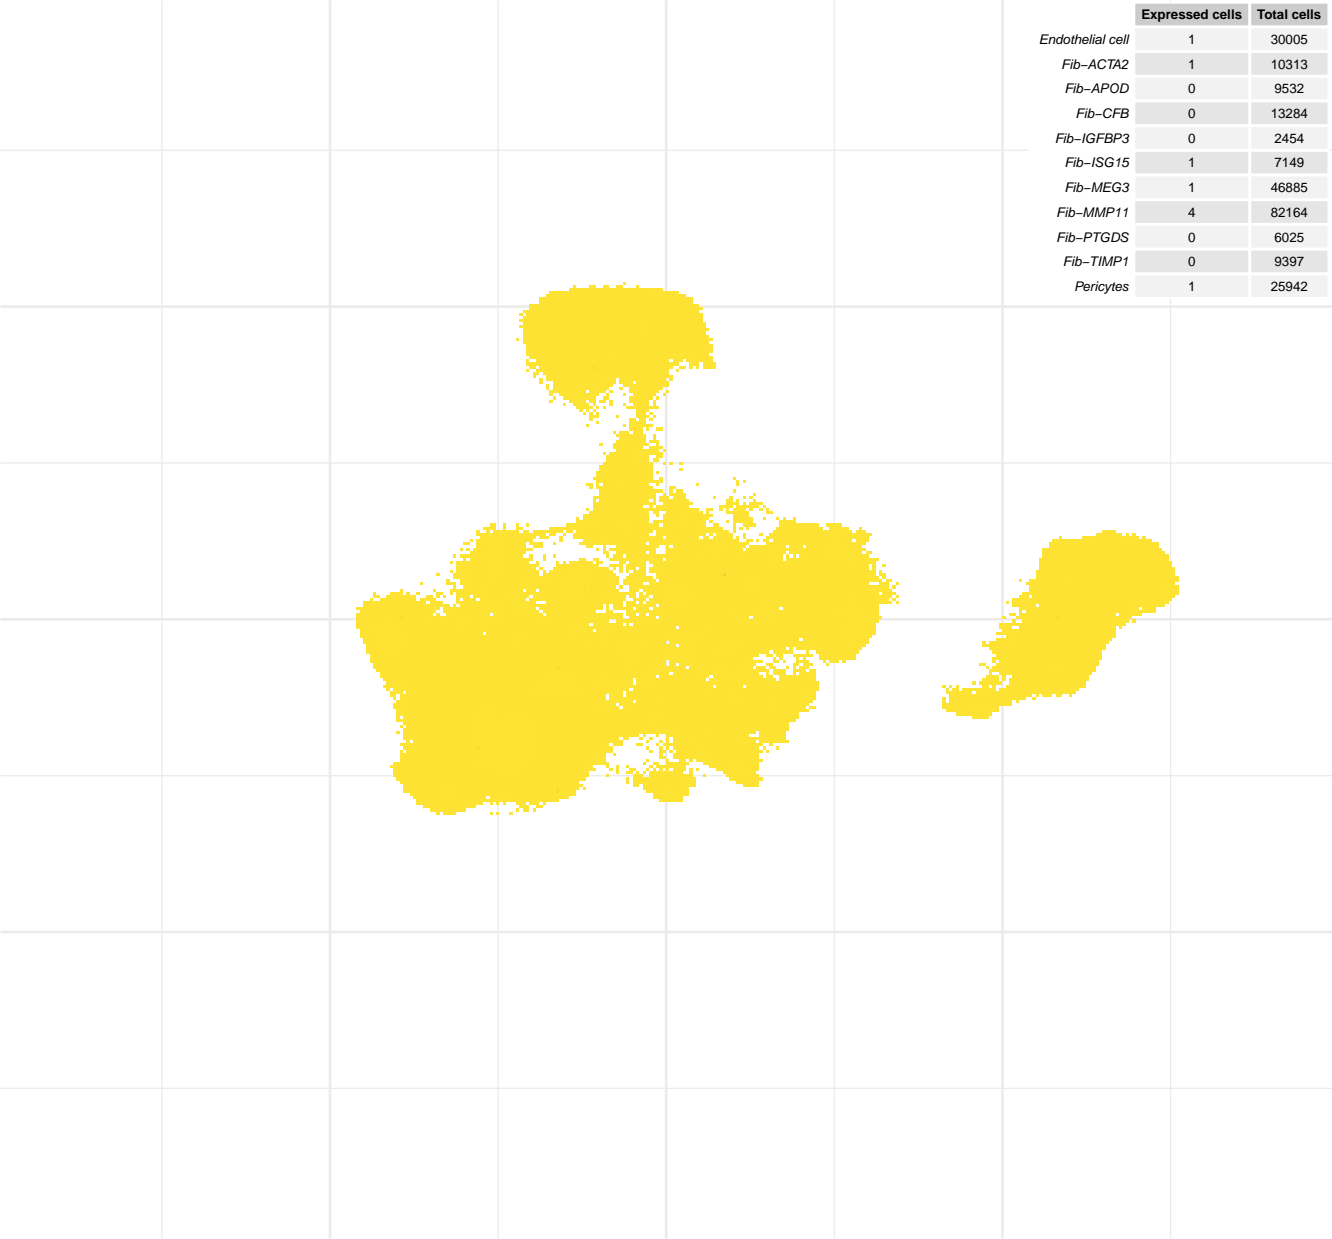 Expressed cells Total cells
Endothelial cell 1 30005
Fib−ACTA2 1 10313
Fib−APOD 0 9532
Fib−CFB 0 13284
Fib−IGFBP3 0 2454
Fib−ISG15 1 7149
Fib−MEG3 1 46885
Fib−MMP11 4 82164
Fib−PTGDS 0 6025
Fib−TIMP1 0 9397
Pericytes 1 25942